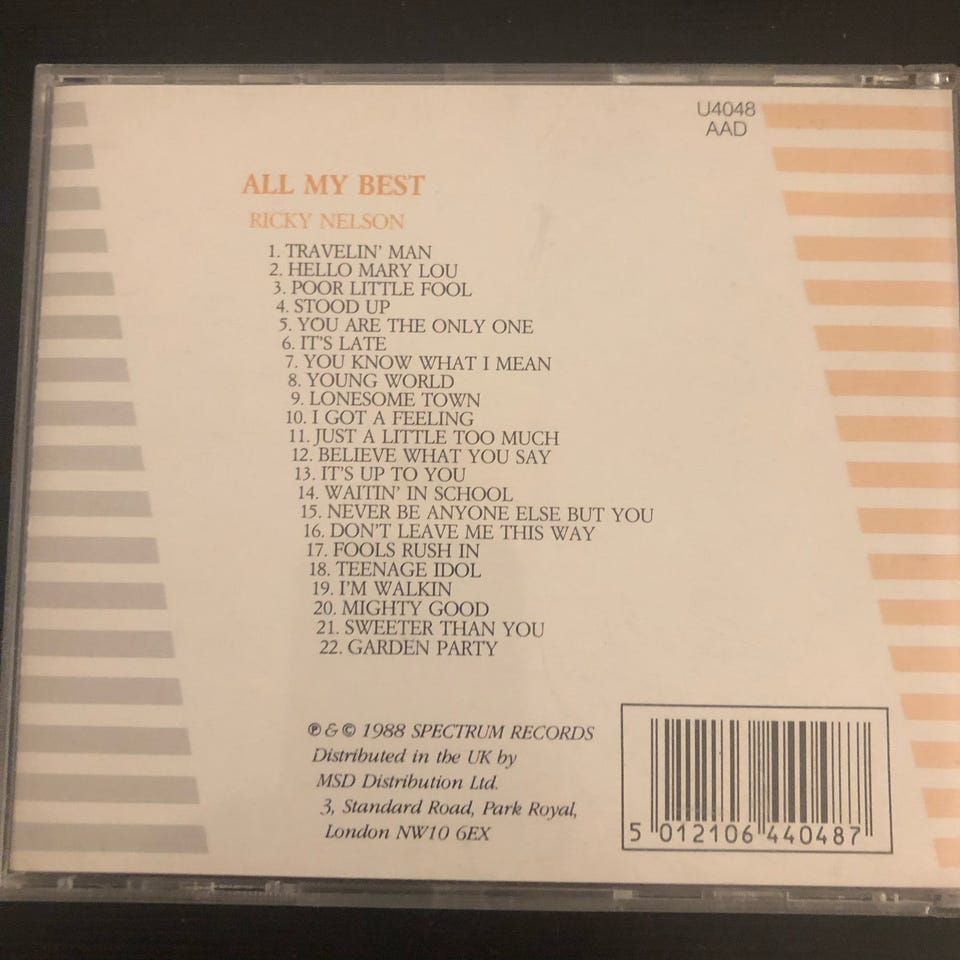 U4048
AAD
ALL MY BEST
RICKY NELSON
1. TRAVELIN' MAN
2. HELLO MARY LOU
3. POOR LITTLE FOOL
4. STOOD UP
5. YOU ARE THE ONLY ONE
6. IT'S LATE
7. YOU KNOW WHAT I MEAN
8. YOUNG WORLD
9. LONESOME TOWN
10. I GOT A FEELING
11. JUST A LITTLE TOO MUCH
12. BELIEVE WHAT YOU SAY
13. IT'S UP TO YOU
14. WAITIN' IN SCHOOL
15. NEVER BE ANYONE ELSE BUT YOU
16. DON'T LEAVE ME THIS WAY
17. FOOLS RUSH IN
18. TEENAGE IDOL
19. I'M WALKIN
20. MIGHTY GOOD
21. SWEETER THAN YOU
22. GARDEN PARTY
℗ & © 1988 SPECTRUM RECORDS
Distributed in the UK by
MSD Distribution Ltd.
3, Standard Road, Park Royal,
London NW10 6EX
5 012106 440487